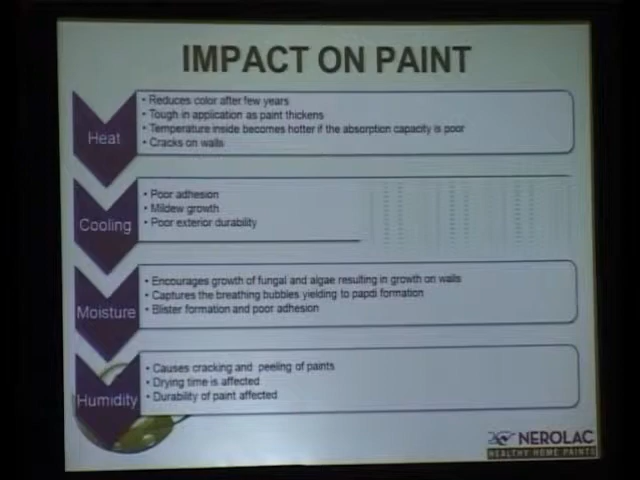 IMPACT ON PAINT
Heat
• Reduces color after few years
• Tough in application as paint thickens
• Temperature inside becomes hotter if the absorption capacity is poor
• Cracks on walls
Cooling
• Poor adhesion
• Mildew growth
• Poor exterior durability
Moisture
• Encourages growth of fungal and algae resulting in growth on walls
• Captures the breathing bubbles yielding to papdi formation
• Blister formation and poor adhesion
Humidity
• Causes cracking and peeling of paints
• Drying time is affected
• Durability of paint affected
NEROLAC
HEALTHY HOME PAINTS